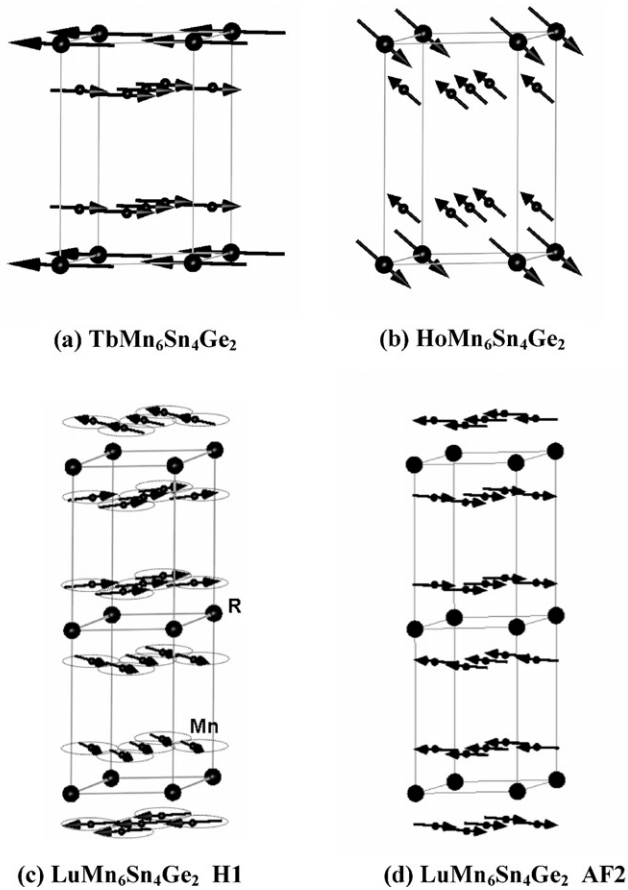 (a) TbMn₆Sn₄Ge₂
(b) HoMn₆Sn₄Ge₂
R
Mn
(c) LuMn₆Sn₄Ge₂ H1
(d) LuMn₆Sn₄Ge₂ AF2